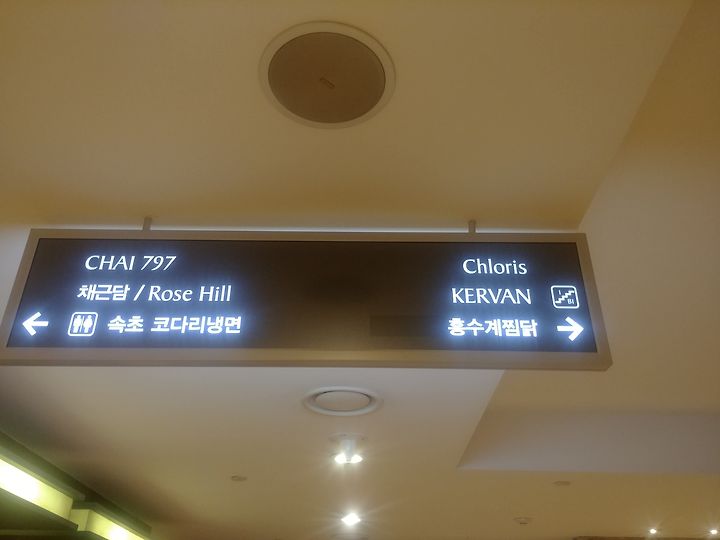 CHAI 797
채근담 / Rose Hill
속초 코다리냉면
Chloris
KERVAN
홍수계찜닭
B1